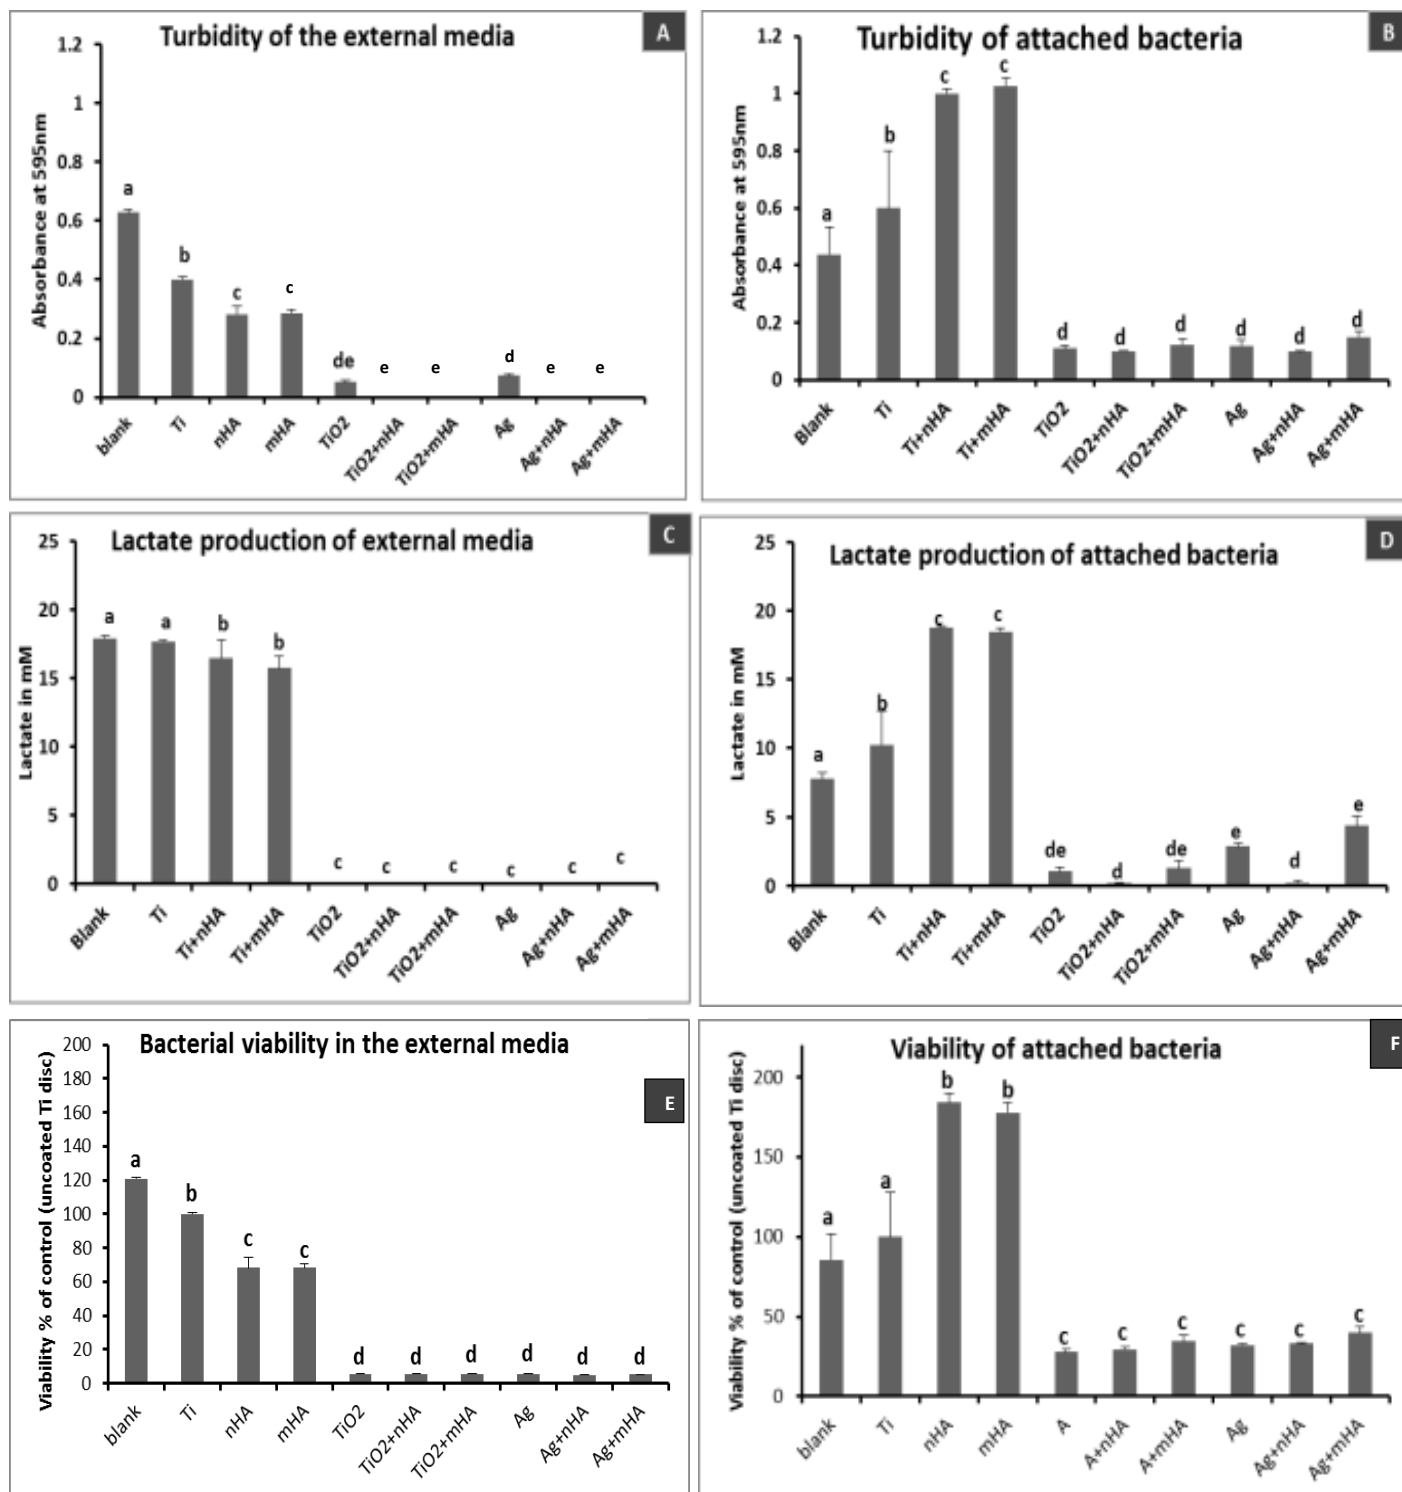 Turbidity of the external media
A
Absorbance at 595nm
1.2
1
0.8
0.6
0.4
0.2
0
a
b
c
c
de
e
e
d
e
e
blank
Ti
nHA
mHA
TiO2
TiO2+nHA
TiO2+mHA
Ag
Ag+nHA
Ag+mHA
Turbidity of attached bacteria
B
Absorbance at 595nm
1.2
1
0.8
0.6
0.4
0.2
0
a
b
c
c
d
d
d
d
d
d
Blank
Ti
Ti+nHA
Ti+mHA
TiO2
TiO2+nHA
TiO2+mHA
Ag
Ag+nHA
Ag+mHA
Lactate production of external media
C
Lactate in mM
25
20
15
10
5
0
a
a
b
b
c
c
c
c
c
c
Blank
Ti
Ti+nHA
Ti+mHA
TiO2
TiO2+nHA
TiO2+mHA
Ag
Ag+nHA
Ag+mHA
Lactate production of attached bacteria
D
Lactate in mM
25
20
15
10
5
0
a
b
c
c
de
d
de
e
d
e
Blank
Ti
Ti+nHA
Ti+mHA
TiO2
TiO2+nHA
TiO2+mHA
Ag
Ag+nHA
Ag+mHA
Bacterial viability in the external media
E
Viability % of control (uncoated Ti disc)
200
180
160
140
120
100
80
60
40
20
0
a
b
c
c
d
d
d
d
d
d
blank
Ti
nHA
mHA
TiO2
TiO2+nHA
TiO2+mHA
Ag
Ag+nHA
Ag+mHA
Viability of attached bacteria
F
Viability % of control (uncoated Ti disc)
200
150
100
50
0
a
a
b
b
c
c
c
c
c
c
blank
Ti
nHA
mHA
A
A+nHA
A+mHA
Ag
Ag+nHA
Ag+mHA